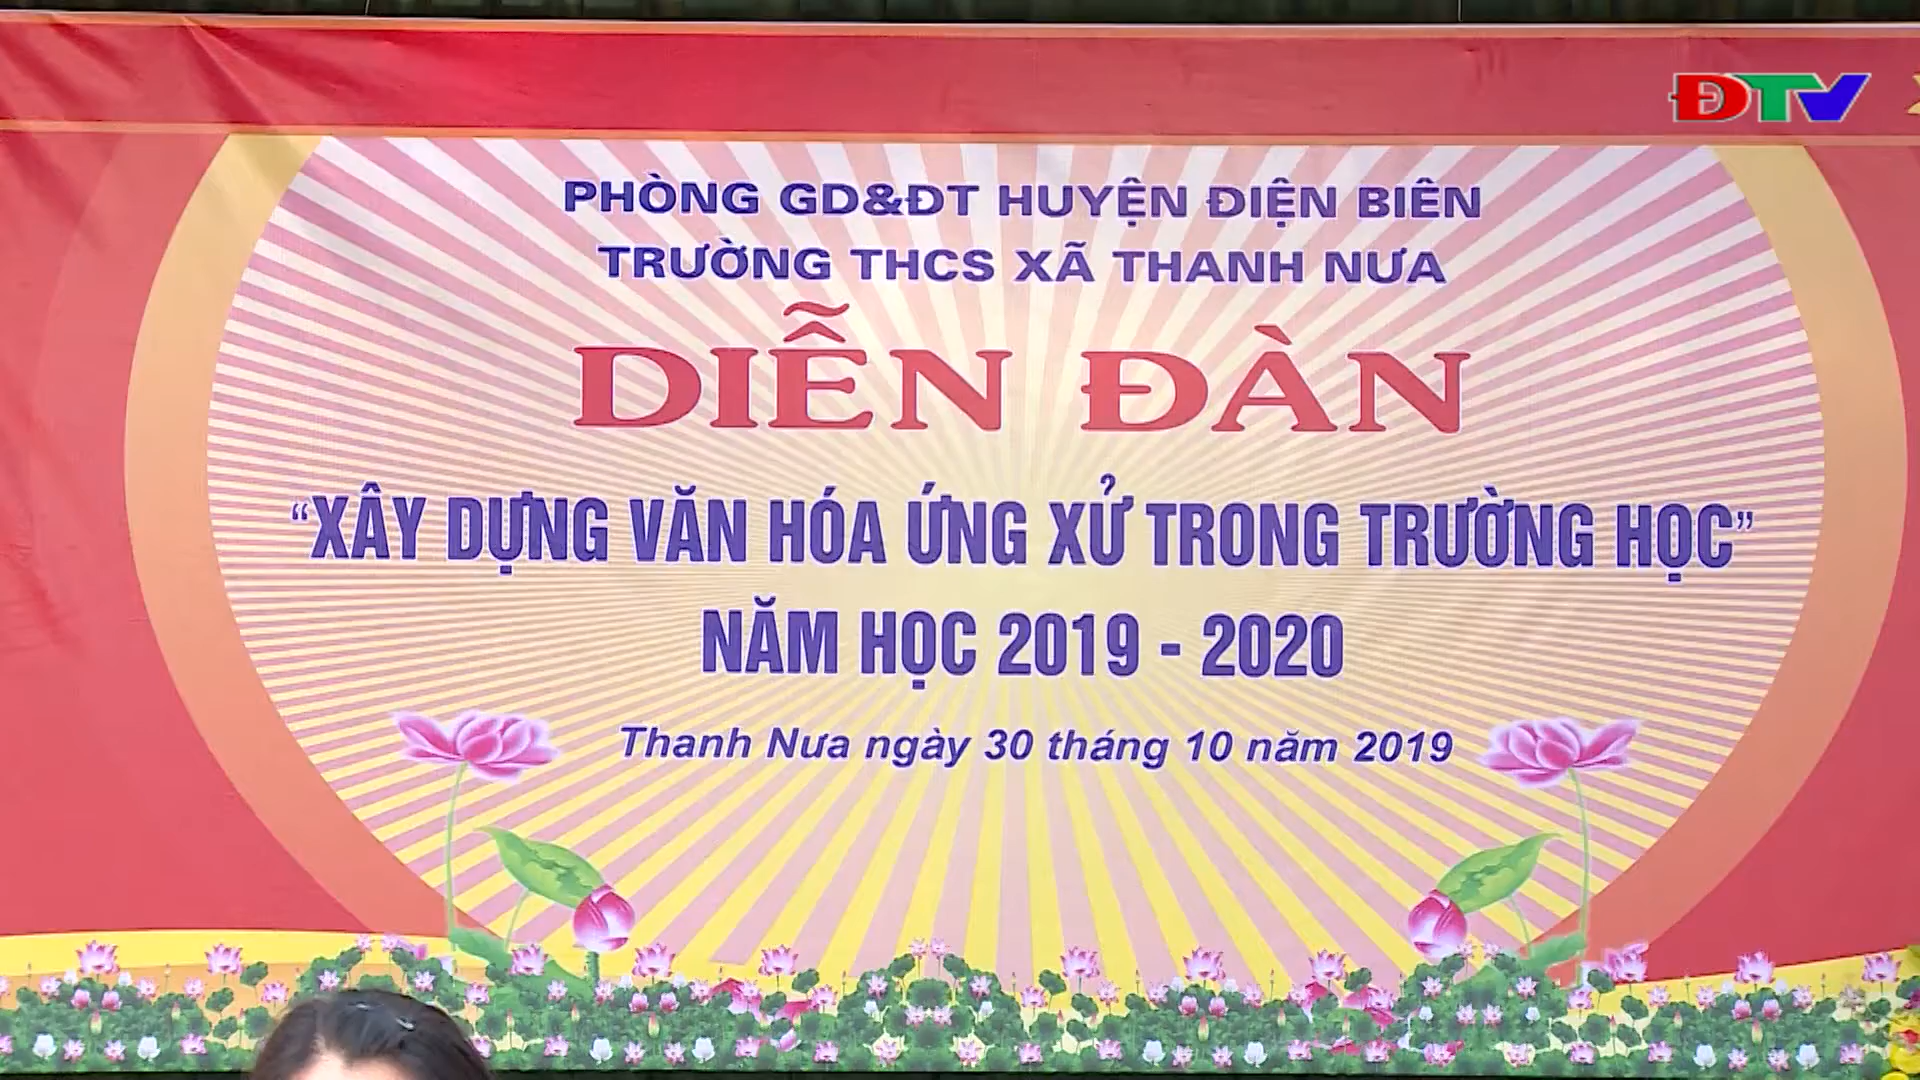 ĐTV
PHÒNG GD&ĐT HUYỆN ĐIỆN BIÊN
TRƯỜNG THCS XÃ THANH NƯA
DIỄN ĐÀN
“XÂY DỰNG VĂN HÓA ỨNG XỬ TRONG TRƯỜNG HỌC”
NĂM HỌC 2019 - 2020
Thanh Nưa ngày 30 tháng 10 năm 2019